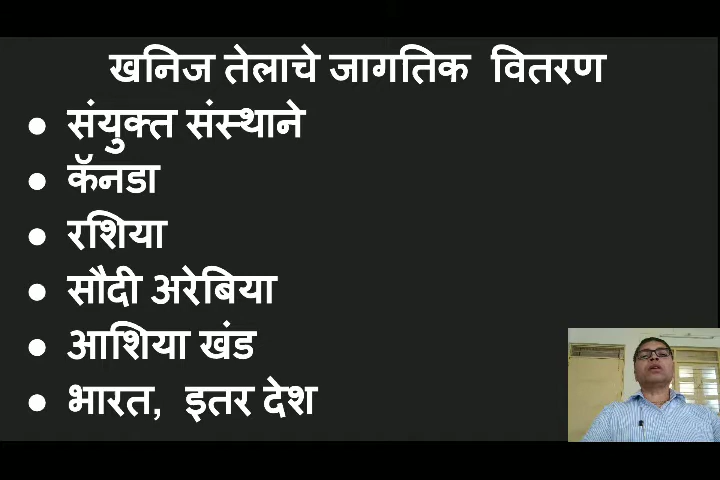 खनिज तेलाचे जागतिक वितरण
• संयुक्त संस्थाने
• कॅनडा
• रशिया
• सौदी अरेबिया
• आशिया खंड
• भारत, इतर देश